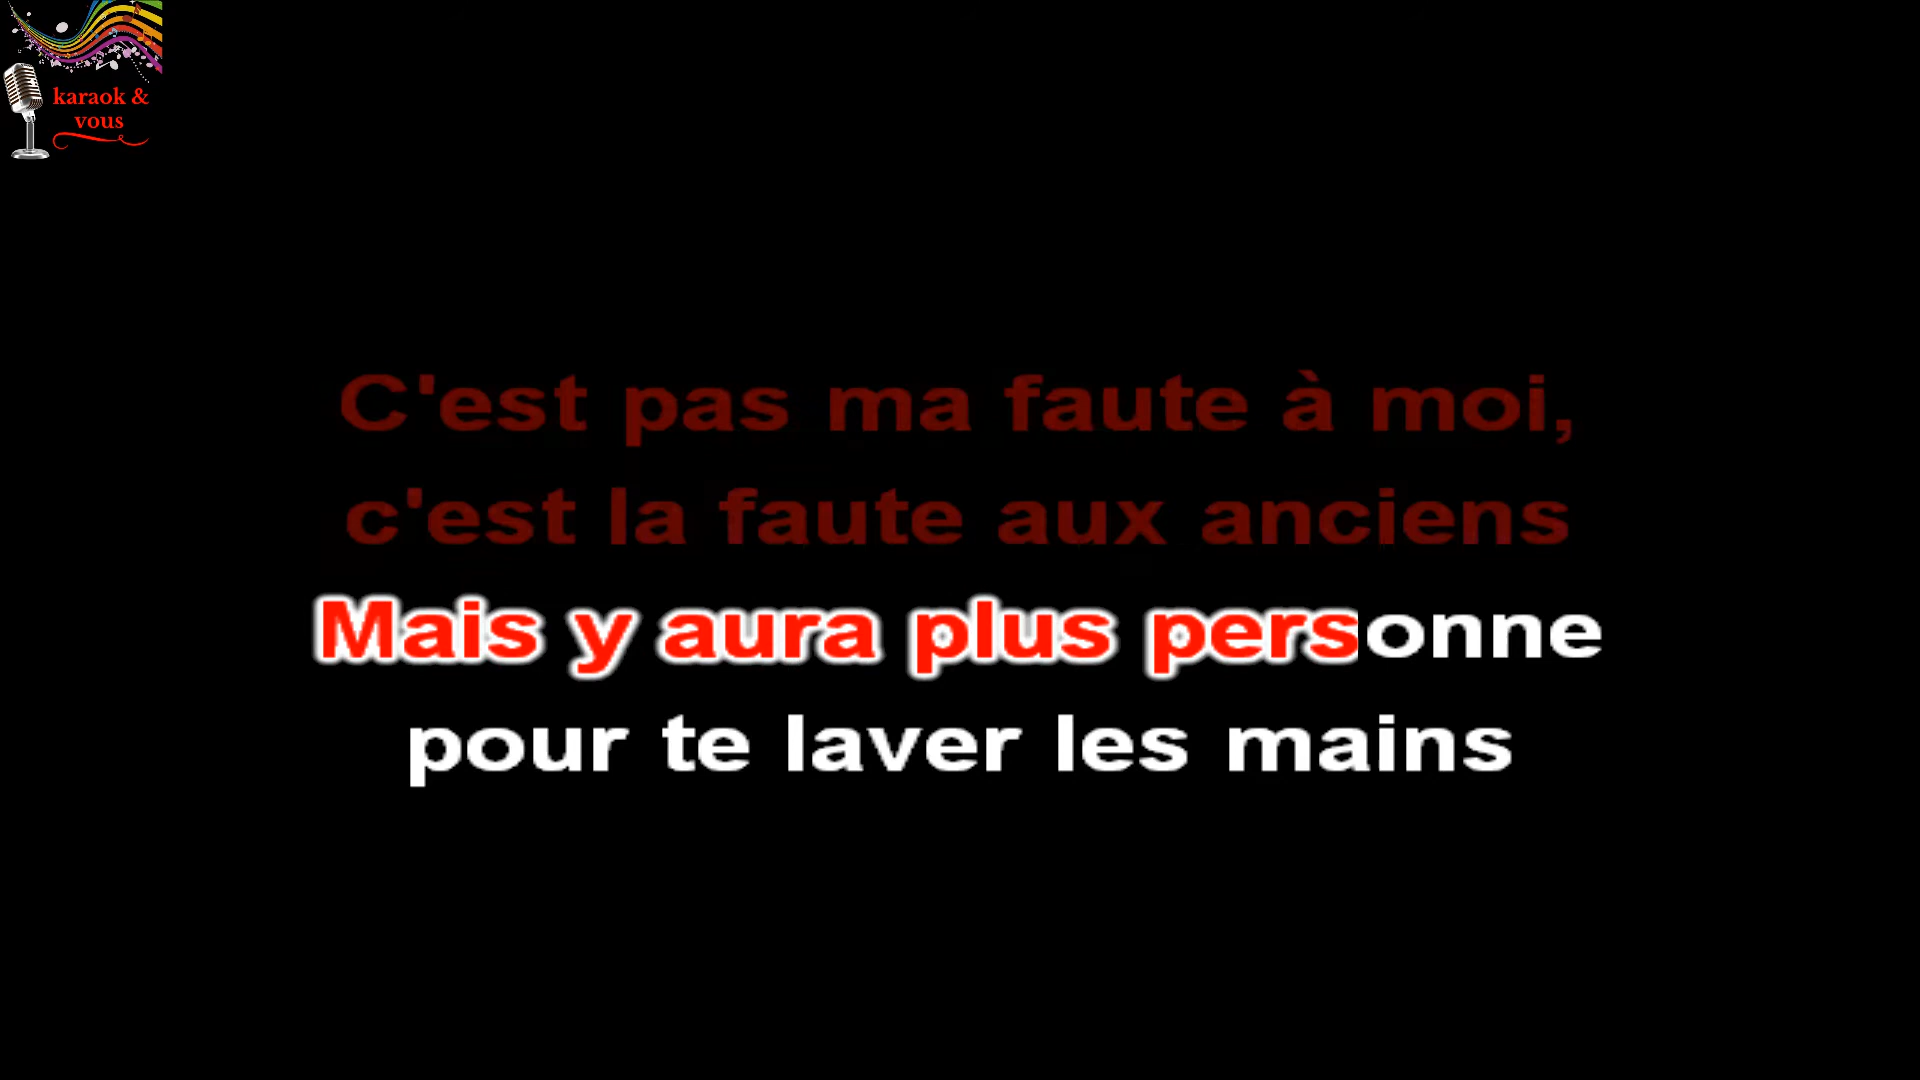 karaok &
vous
C'est pas ma faute à moi,
c'est la faute aux anciens
Mais y aura plus personne
pour te laver les mains